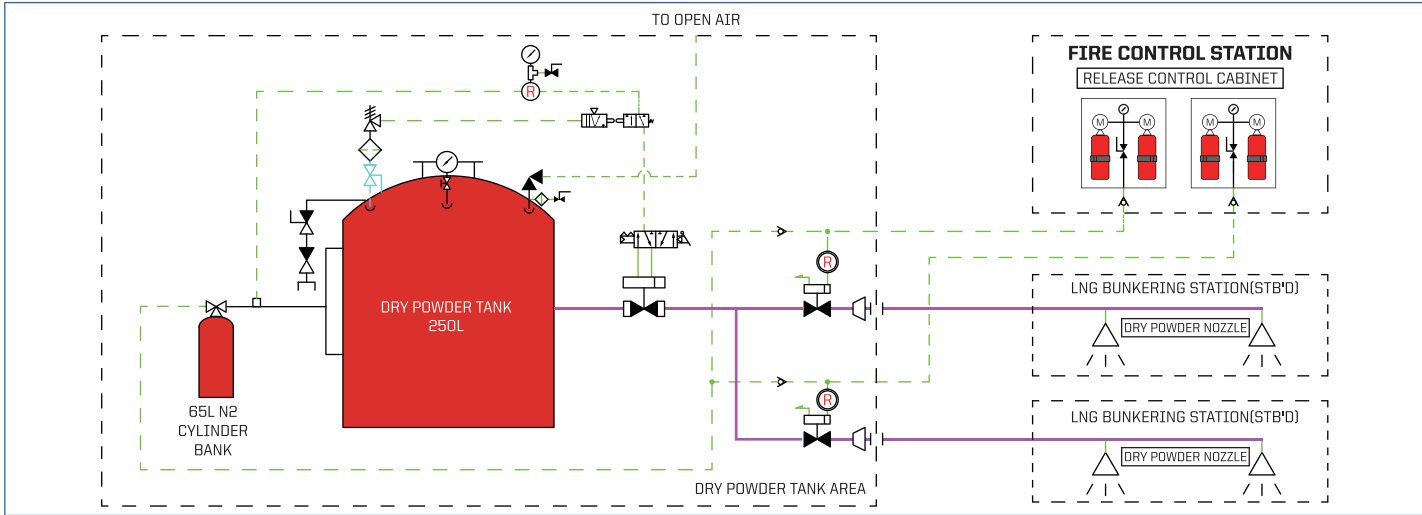 TO OPEN AIR
FIRE CONTROL STATION
RELEASE CONTROL CABINET
M
M
M
M
R
DRY POWDER TANK
250L
R
LNG BUNKERING STATION(STB'D)
DRY POWDER NOZZLE
65L N2
CYLINDER
BANK
R
LNG BUNKERING STATION(STB'D)
DRY POWDER NOZZLE
DRY POWDER TANK AREA